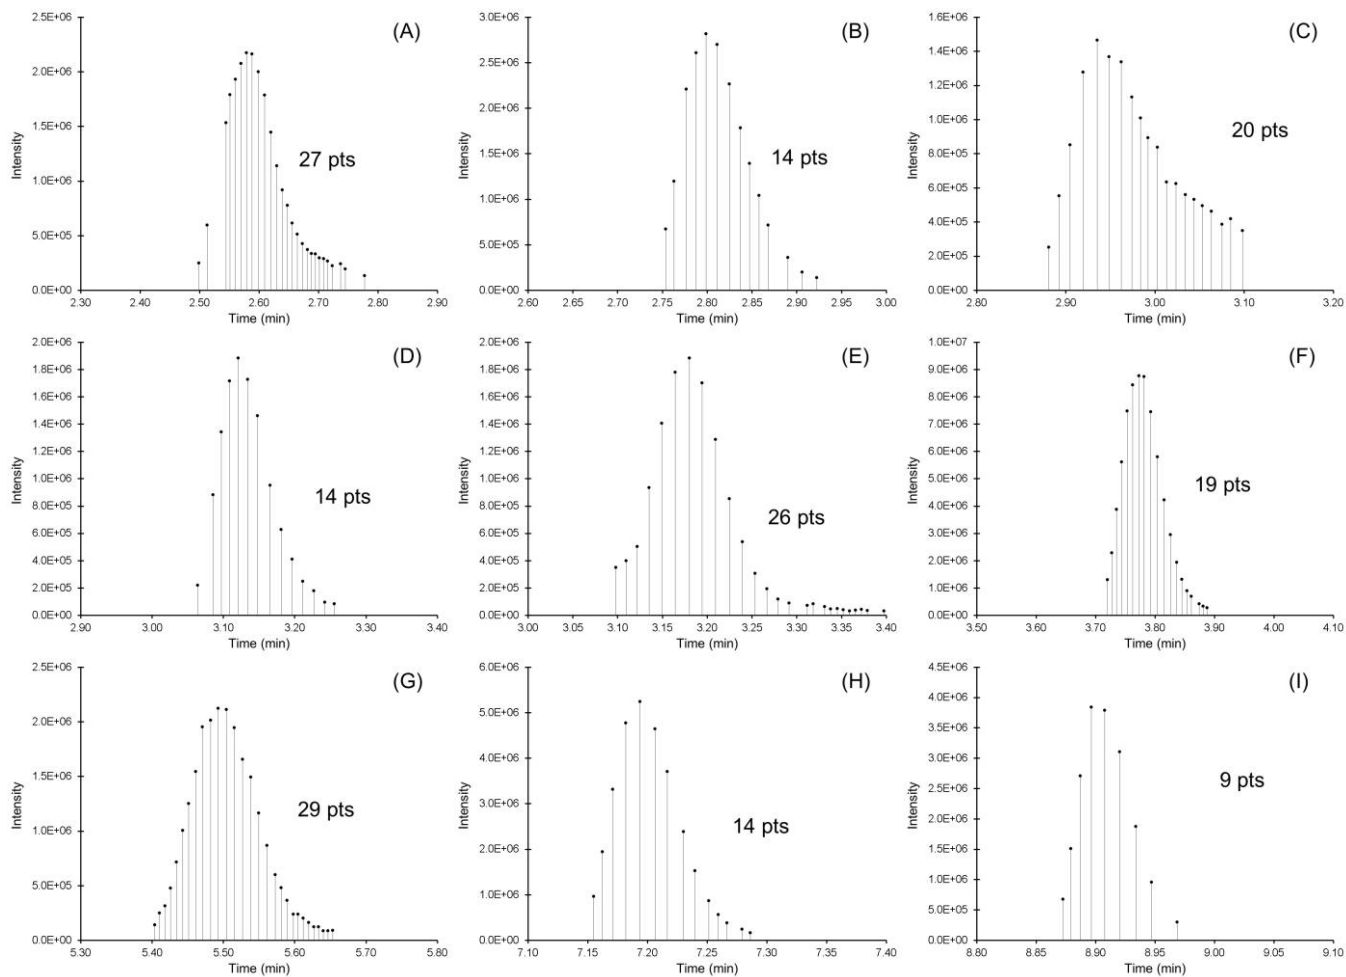 (A)
2.5E+06
2.0E+06
1.5E+06
1.0E+06
5.0E+05
0.0E+00
Intensity
27 pts
2.30 2.40 2.50 2.60 2.70 2.80 2.90
Time (min)
(B)
3.0E+06
2.5E+06
2.0E+06
1.5E+06
1.0E+06
5.0E+05
0.0E+00
Intensity
14 pts
2.60 2.65 2.70 2.75 2.80 2.85 2.90 2.95 3.00
Time (min)
(C)
1.6E+06
1.4E+06
1.2E+06
1.0E+06
8.0E+05
6.0E+05
4.0E+05
2.0E+05
0.0E+00
Intensity
20 pts
2.80 2.90 3.00 3.10 3.20
Time (min)
(D)
2.0E+06
1.8E+06
1.6E+06
1.4E+06
1.2E+06
1.0E+06
8.0E+05
6.0E+05
4.0E+05
2.0E+05
0.0E+00
Intensity
14 pts
2.90 3.00 3.10 3.20 3.30 3.40
Time (min)
(E)
2.0E+06
1.8E+06
1.6E+06
1.4E+06
1.2E+06
1.0E+06
8.0E+05
6.0E+05
4.0E+05
2.0E+05
0.0E+00
Intensity
26 pts
3.00 3.05 3.10 3.15 3.20 3.25 3.30 3.35 3.40
Time (min)
(F)
1.0E+07
9.0E+06
8.0E+06
7.0E+06
6.0E+06
5.0E+06
4.0E+06
3.0E+06
2.0E+06
1.0E+06
0.0E+00
Intensity
19 pts
3.50 3.60 3.70 3.80 3.90 4.00 4.10
Time (min)
(G)
2.5E+06
2.0E+06
1.5E+06
1.0E+06
5.0E+05
0.0E+00
Intensity
29 pts
5.30 5.40 5.50 5.60 5.70 5.80
Time (min)
(H)
6.0E+06
5.0E+06
4.0E+06
3.0E+06
2.0E+06
1.0E+06
0.0E+00
Intensity
14 pts
7.10 7.15 7.20 7.25 7.30 7.35 7.40
Time (min)
(I)
4.5E+06
4.0E+06
3.5E+06
3.0E+06
2.5E+06
2.0E+06
1.5E+06
1.0E+06
5.0E+05
0.0E+00
Intensity
9 pts
8.80 8.85 8.90 8.95 9.00 9.05 9.10
Time (min)